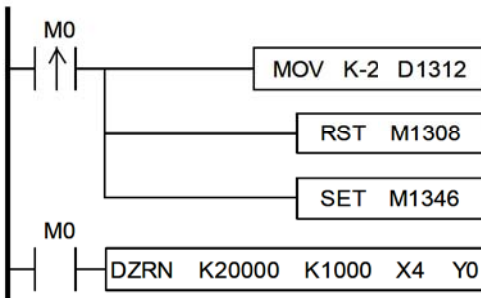 M0
MOV K-2 D1312
RST M1308
SET M1346
M0
DZRN K20000 K1000 X4 Y0